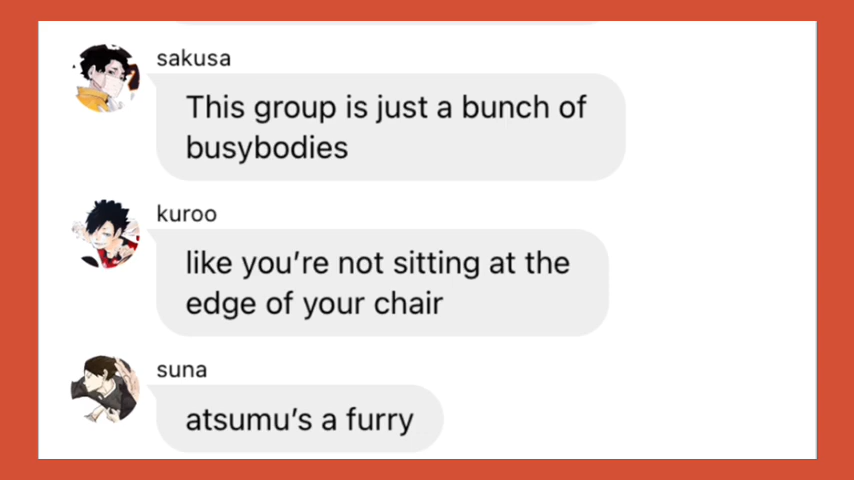 sakusa
This group is just a bunch of
busybodies
kuroo
like you’re not sitting at the
edge of your chair
suna
atsumu’s a furry